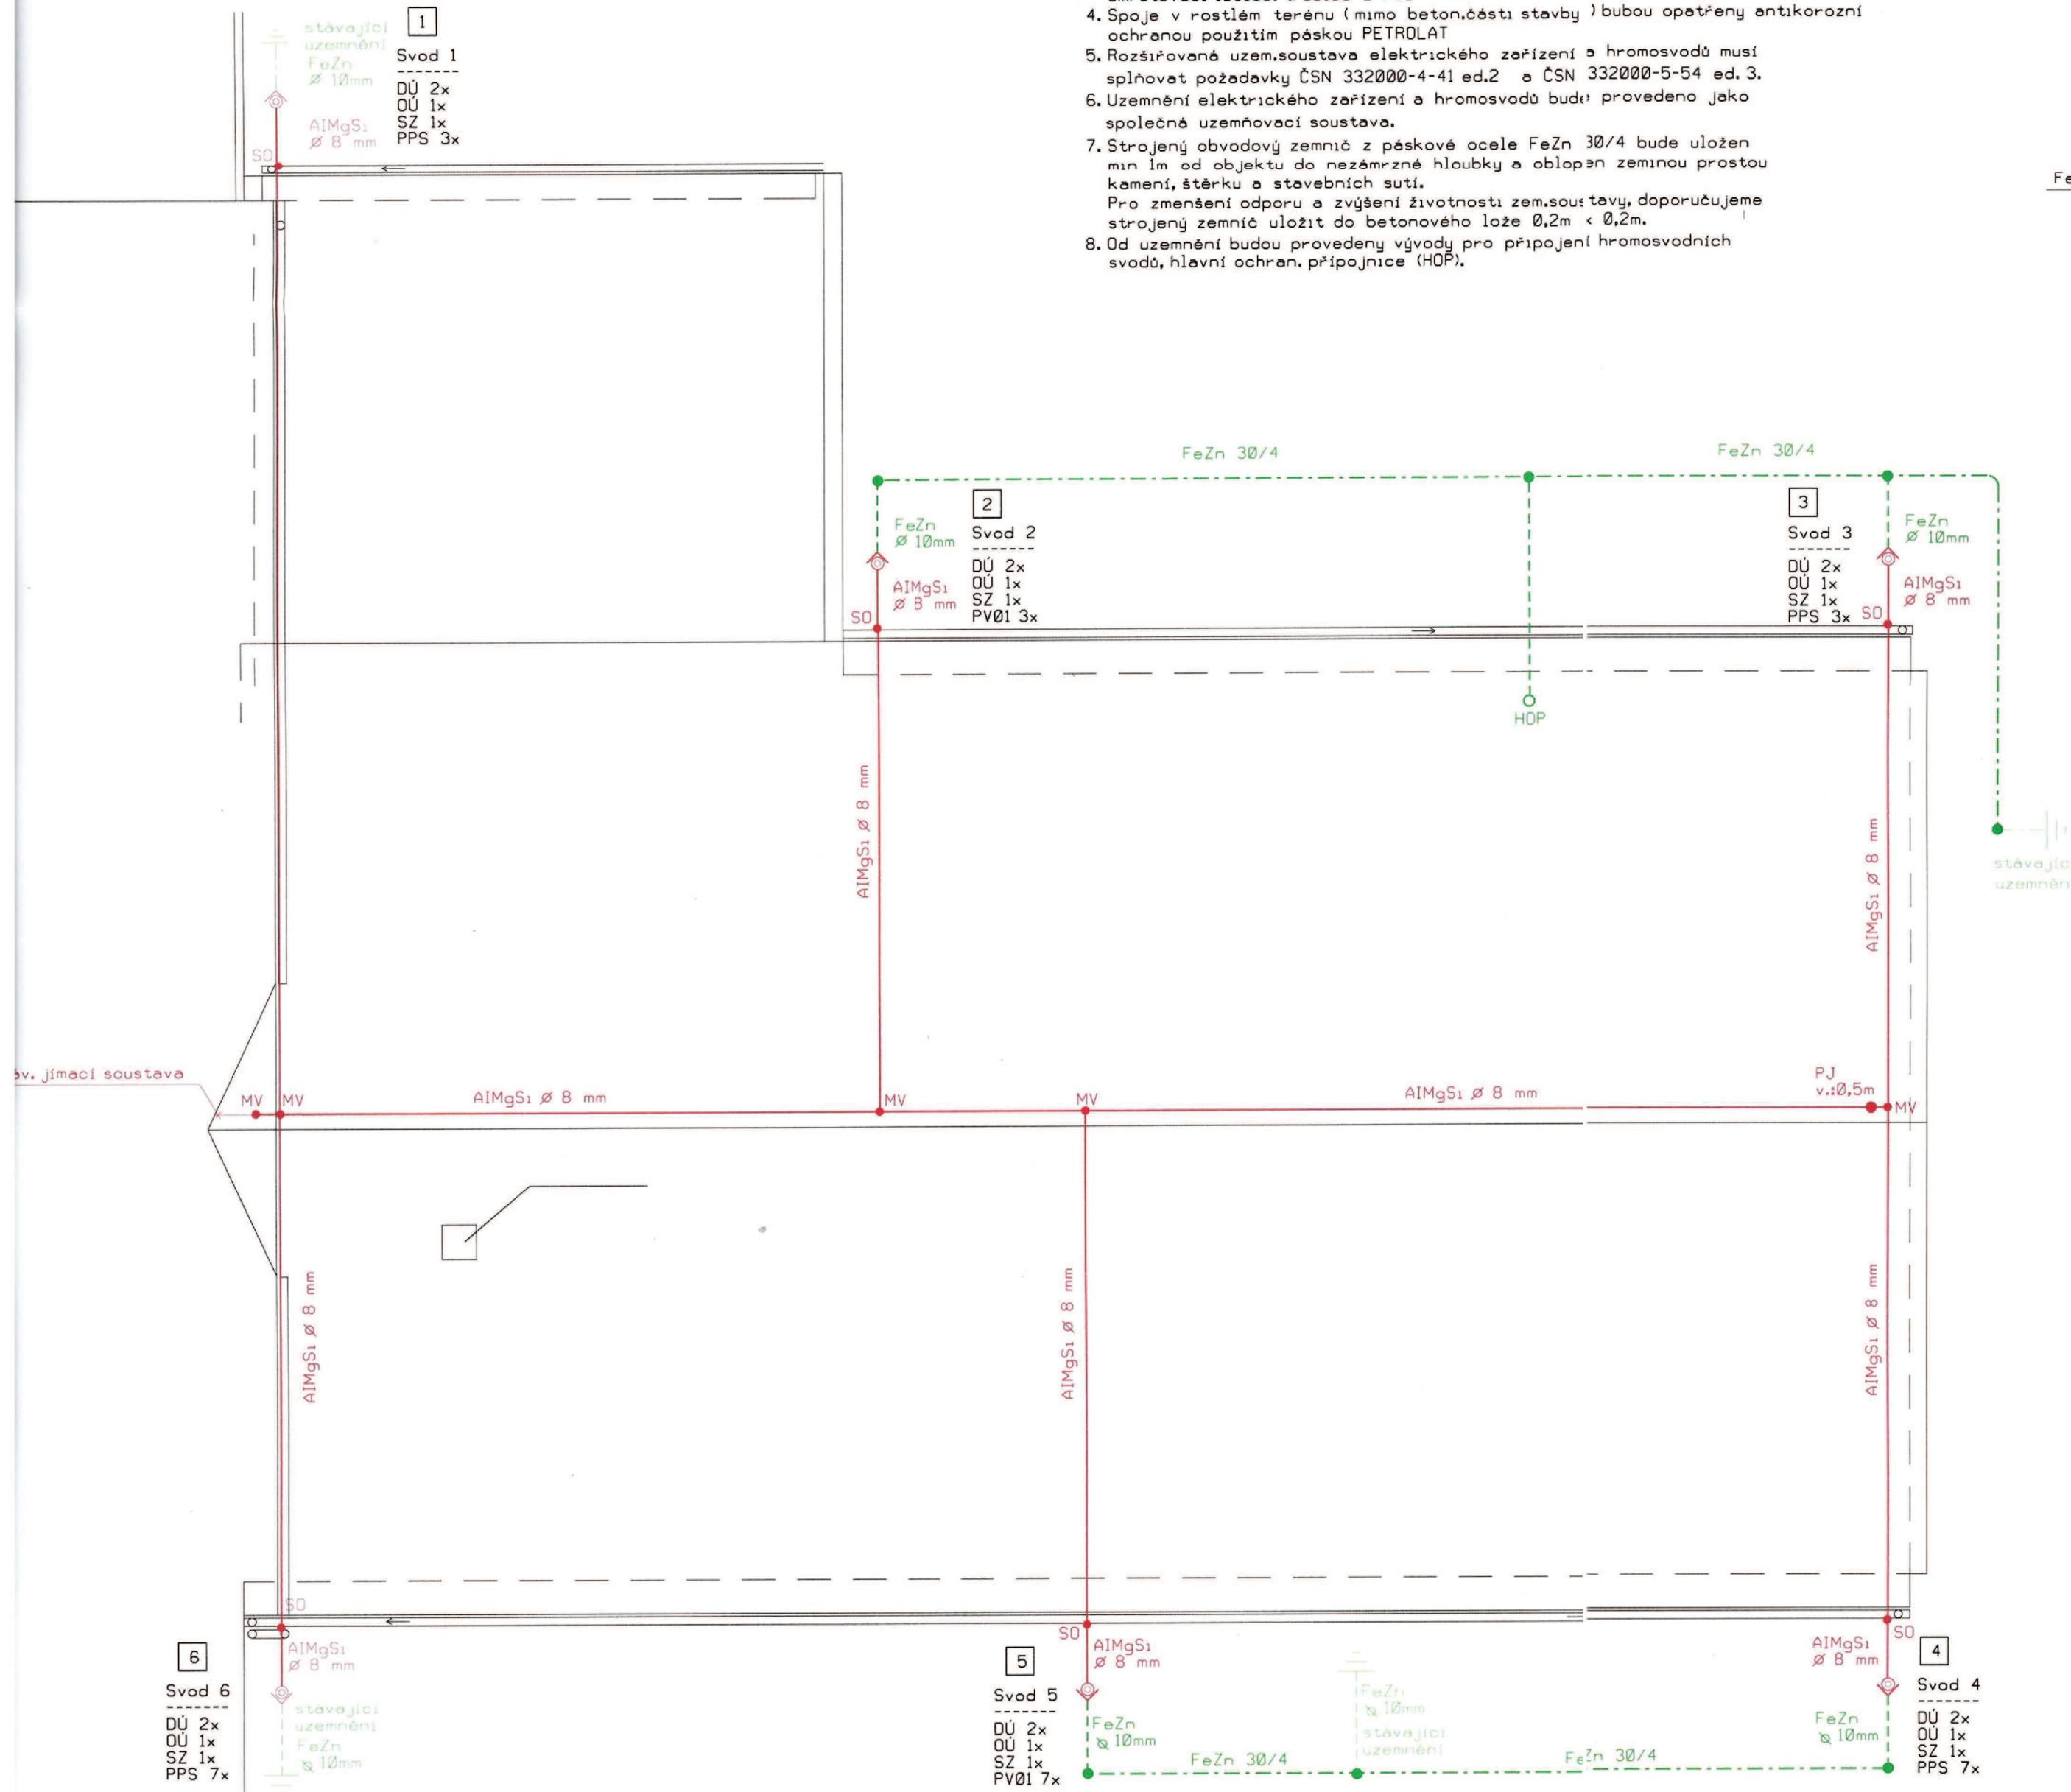 4. Spoje v rostlém terénu ( mimo beton.části stavby ) bubou opatřeny antikorozní
ochranou použitím páskou PETROLAT
5. Rozšiřovaná uzem.soustava elektrického zařízení a hromosvodů musí
splňovat požadavky ČSN 332000-4-41 ed.2 a ČSN 332000-5-54 ed. 3.
6. Uzemnění elektrického zařízení a hromosvodů bude provedeno jako
společná uzemňovací soustava.
7. Strojený obvodový zemnič z páskové ocele FeZn 30/4 bude uložen
min 1m od objektu do nezámrzné hloubky a obklopen zeminou prostou
kamení, štěrku a stavebních sutí.
Pro zmenšení odporu a zvýšení životnosti zem.soustavy, doporučujeme
strojený zemnič uložit do betonového lože 0,2m < 0,2m.
8. Od uzemnění budou provedeny vývody pro připojení hromosvodních
svodů, hlavní ochran. přípojnice (HOP).
Fe
stávající
uzemnění
FeZn
Ø 10mm
1
Svod 1
DÚ 2x
OÚ 1x
SZ 1x
PPS 3x
AlMgSi
Ø 8 mm
SO
FeZn 30/4
FeZn 30/4
FeZn
Ø 10mm
2
Svod 2
DÚ 2x
OÚ 1x
SZ 1x
PV01 3x
AlMgSi
Ø 8 mm
SO
3
Svod 3
DÚ 2x
OÚ 1x
SZ 1x
PPS 3x
SO
FeZn
Ø 10mm
AlMgSi
Ø 8 mm
HOP
AlMgSi Ø 8 mm
AlMgSi Ø 8 mm
stávajíc
uzemněn
áv. jímací soustava
MV
MV
AlMgSi Ø 8 mm
MV
MV
AlMgSi Ø 8 mm
PJ
v.:0,5m
MV
AlMgSi Ø 8 mm
AlMgSi Ø 8 mm
AlMgSi Ø 8 mm
SO
AlMgSi
Ø 8 mm
6
Svod 6
DÚ 2x
OÚ 1x
SZ 1x
PPS 7x
stávající
uzemnění
FeZn
Ø 10mm
SO
AlMgSi
Ø 8 mm
5
Svod 5
DÚ 2x
OÚ 1x
SZ 1x
PV01 7x
FeZn
Ø 10mm
FeZn 30/4
FeZn
Ø 10mm
stávající
uzemnění
FeZn 30/4
AlMgSi
Ø 8 mm
SO
4
Svod 4
DÚ 2x
OÚ 1x
SZ 1x
PPS 7x
FeZn
Ø 10mm